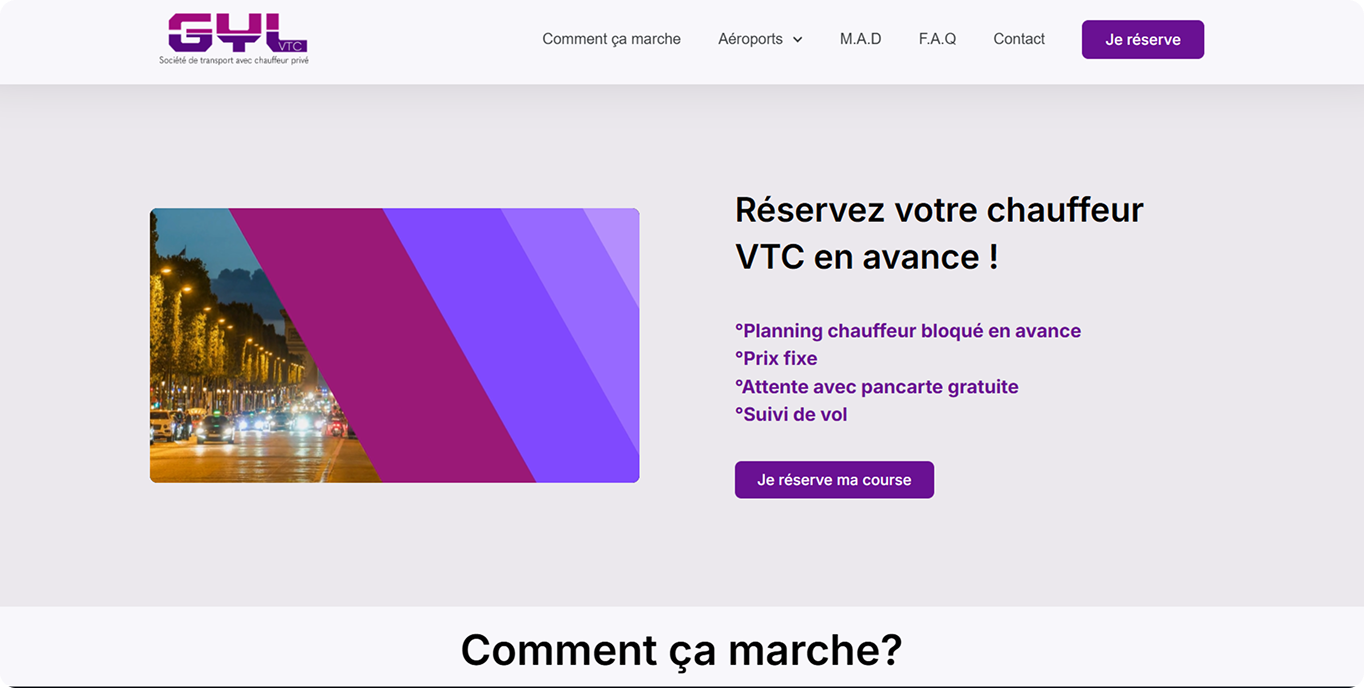 GYL
VTC
Société de transport avec chauffeur privé
Comment ça marche
Aéroports
M.A.D
F.A.Q
Contact
Je réserve
Réservez votre chauffeur
VTC en avance !
°Planning chauffeur bloqué en avance
°Prix fixe
°Attente avec pancarte gratuite
°Suivi de vol
Je réserve ma course
Comment ça marche?